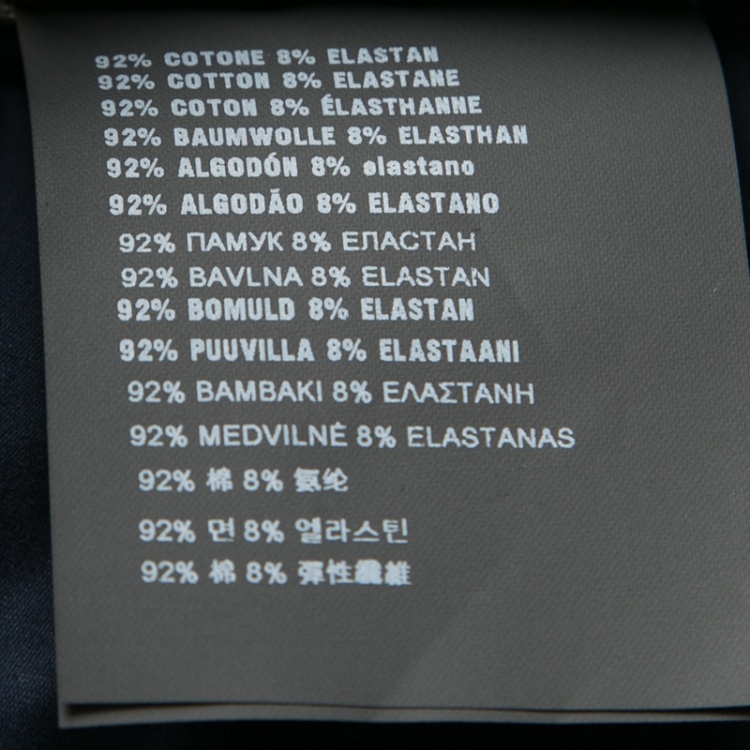 92% COTONE 8% ELASTAN
92% COTTON 8% ELASTANE
92% COTON 8% ÉLASTHANNE
92% BAUMWOLLE 8% ELASTHAN
92% ALGODÓN 8% elastano
92% ALGODÃO 8% ELASTANO
92% ПАМУК 8% ЕЛАСТАН
92% BAVLNA 8% ELASTAN
92% BOMULD 8% ELASTAN
92% PUUVILLA 8% ELASTAANI
92% ΒΑΜΒΑΚΙ 8% ΕΛΑΣΤΑΝΗ
92% MEDVILNĖ 8% ELASTANAS
92% 棉 8% 氨纶
92% 면 8% 엘라스틴
92% 棉 8% 彈性纖維